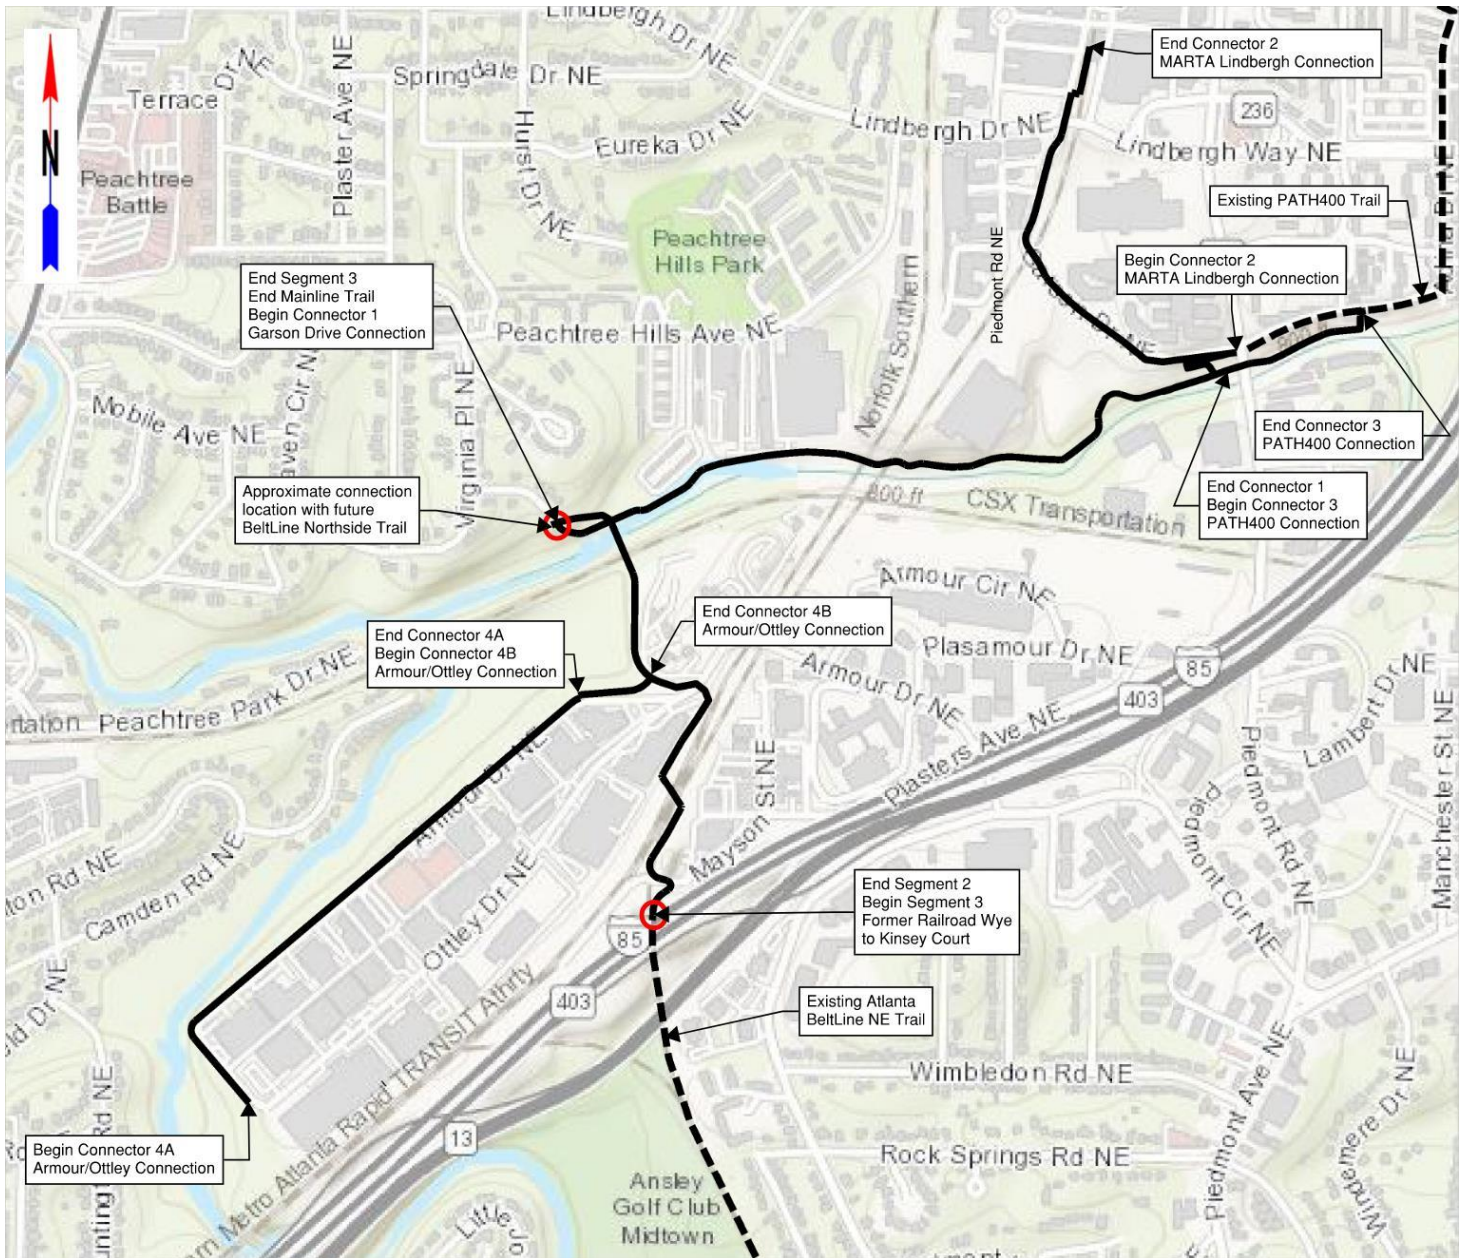 Lindbergh Dr NE
End Connector 2
MARTA Lindbergh Connection
Springdale Dr NE
Terrace Dr NE
Plaster Ave NE
Hurst Dr NE
Eureka Dr NE
Lindbergh Dr NE
236
Lindbergh Way NE
N
Peachtree
Battle
Existing PATH400 Trail
Peachtree
Hills Park
Piedmont Rd NE
Norfolk Southern
Begin Connector 2
MARTA Lindbergh Connection
End Segment 3
End Mainline Trail
Begin Connector 1
Garson Drive Connection
Peachtree Hills Ave NE
Dr NE
800 ft
Mobile Ave NE
Virginia Pl NE
End Connector 3
PATH400 Connection
Approximate connection
location with future
BeltLine Northside Trail
800 ft
CSX Transportation
End Connector 1
Begin Connector 3
PATH400 Connection
Armour Cir NE
End Connector 4B
Armour/Ottley Connection
End Connector 4A
Begin Connector 4B
Armour/Ottley Connection
Plasamour Dr NE
85
Armour Dr NE
403
Lambert Dr NE
Peachtree Park Dr NE
Plasters Ave NE
Piedmont Rd NE
Manchester St NE
Armour Dr NE
Mayson St NE
Piedmont Cir NE
ton Rd NE
Camden Rd NE
Ottley Dr NE
End Segment 2
Begin Segment 3
Former Railroad Wye
to Kinsey Court
85
403
Existing Atlanta
BeltLine NE Trail
Metro Atlanta Rapid TRANSIT Athrty
Wimbledon Rd NE
Piedmont Ave NE
Windemere Dr NE
13
Begin Connector 4A
Armour/Ottley Connection
Rock Springs Rd NE
Ansley
Golf Club
Midtown